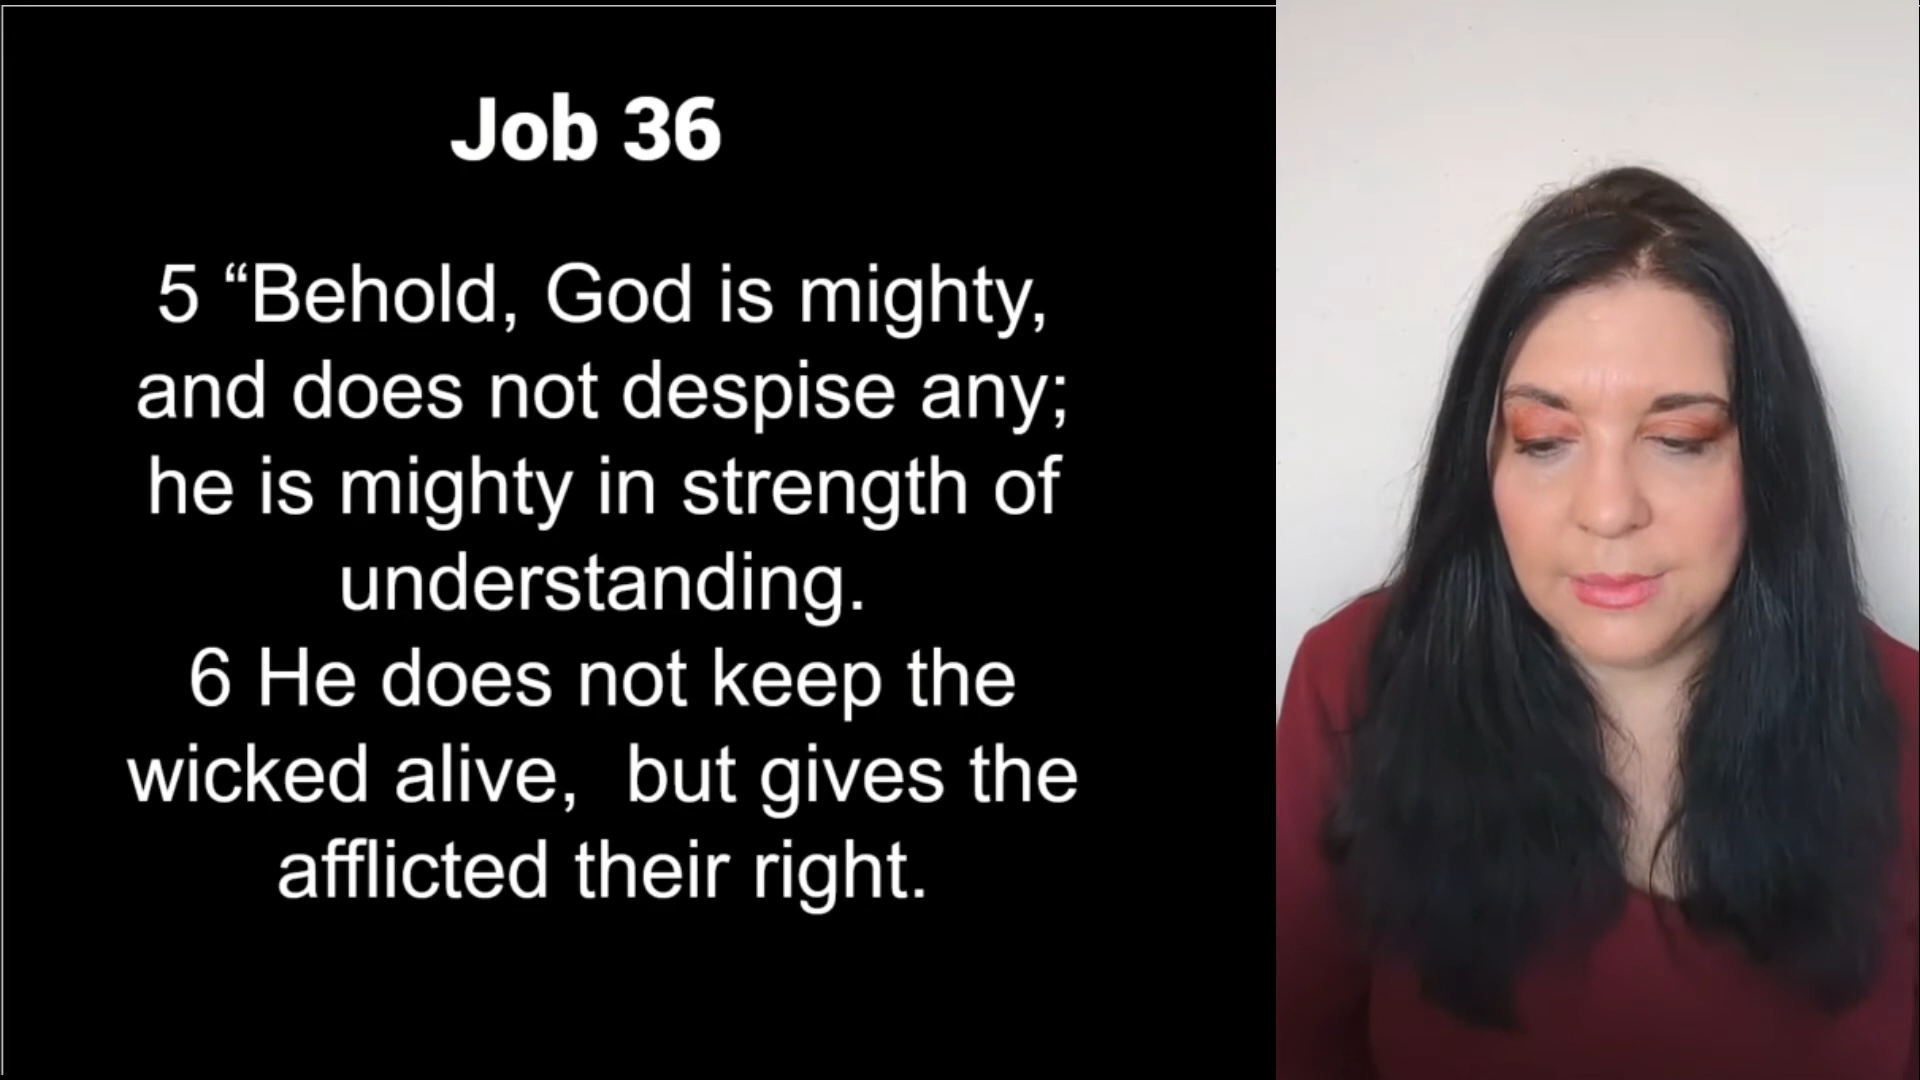 Job 36
5 “Behold, God is mighty,
and does not despise any;
he is mighty in strength of
understanding.
6 He does not keep the
wicked alive,  but gives the
afflicted their right.